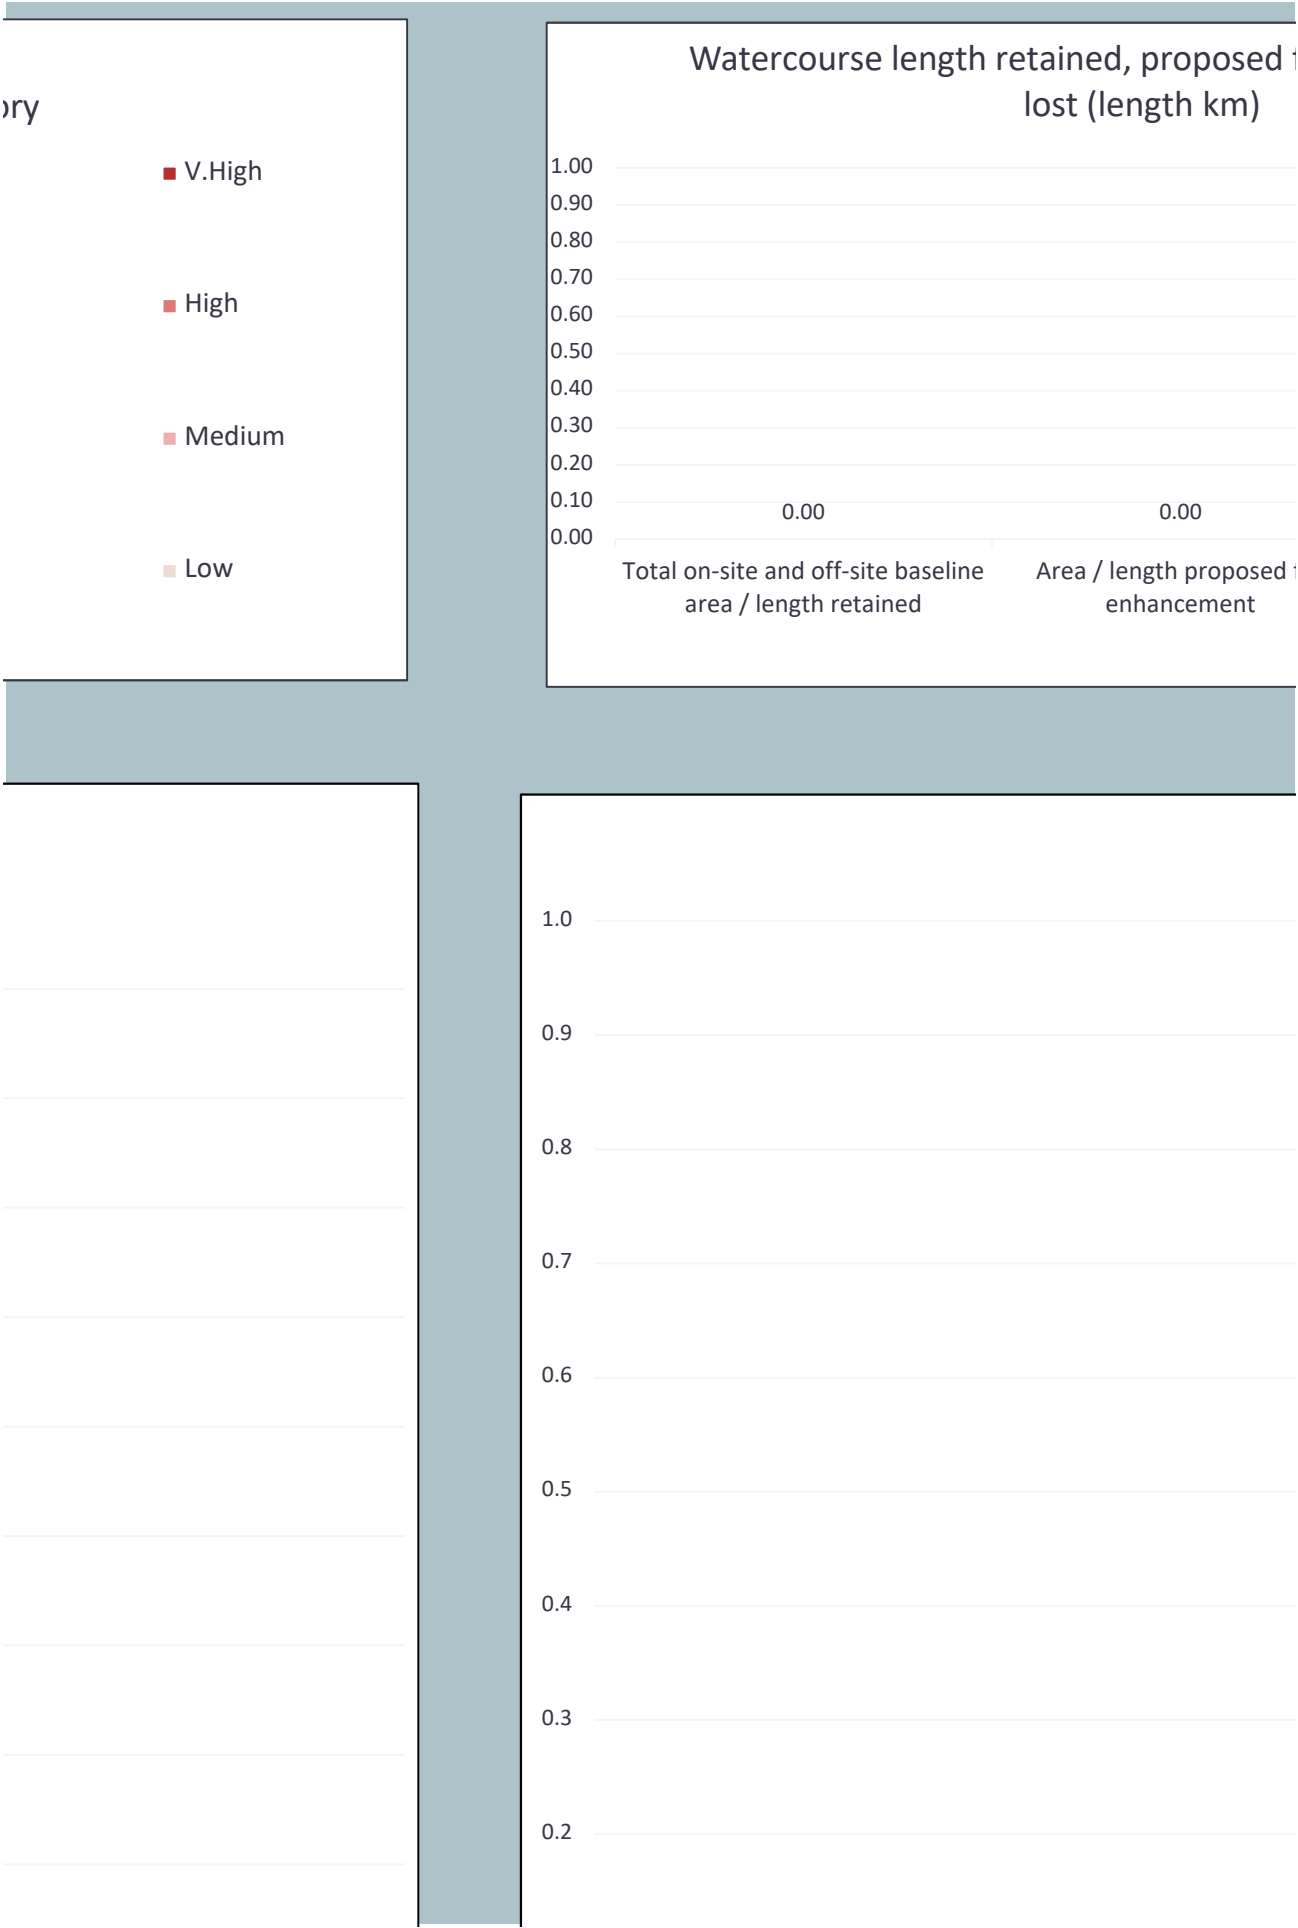 V.High
High
Medium
Low
Watercourse length retained, proposed
lost (length km)
1.00
0.90
0.80
0.70
0.60
0.50
0.40
0.30
0.20
0.10
0.00
0.00
0.00
Total on-site and off-site baseline
area / length retained
Area / length proposed
enhancement
1.0
0.9
0.8
0.7
0.6
0.5
0.4
0.3
0.2